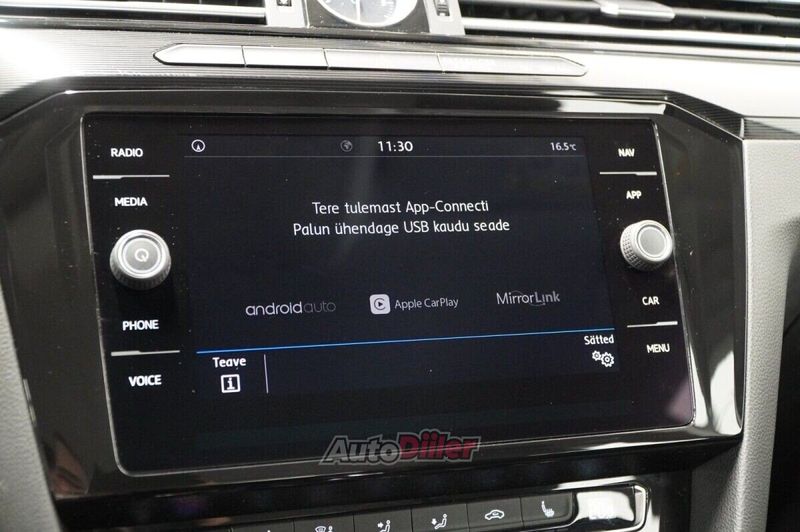 RADIO
MEDIA
PHONE
VOICE
11:30
16.5°C
Tere tulemast App-Connecti
Palun ühendage USB kaudu seade
androidauto
Apple CarPlay
MirrorLink
Teave
Sätted
NAV
APP
CAR
MENU
AutoDiiler